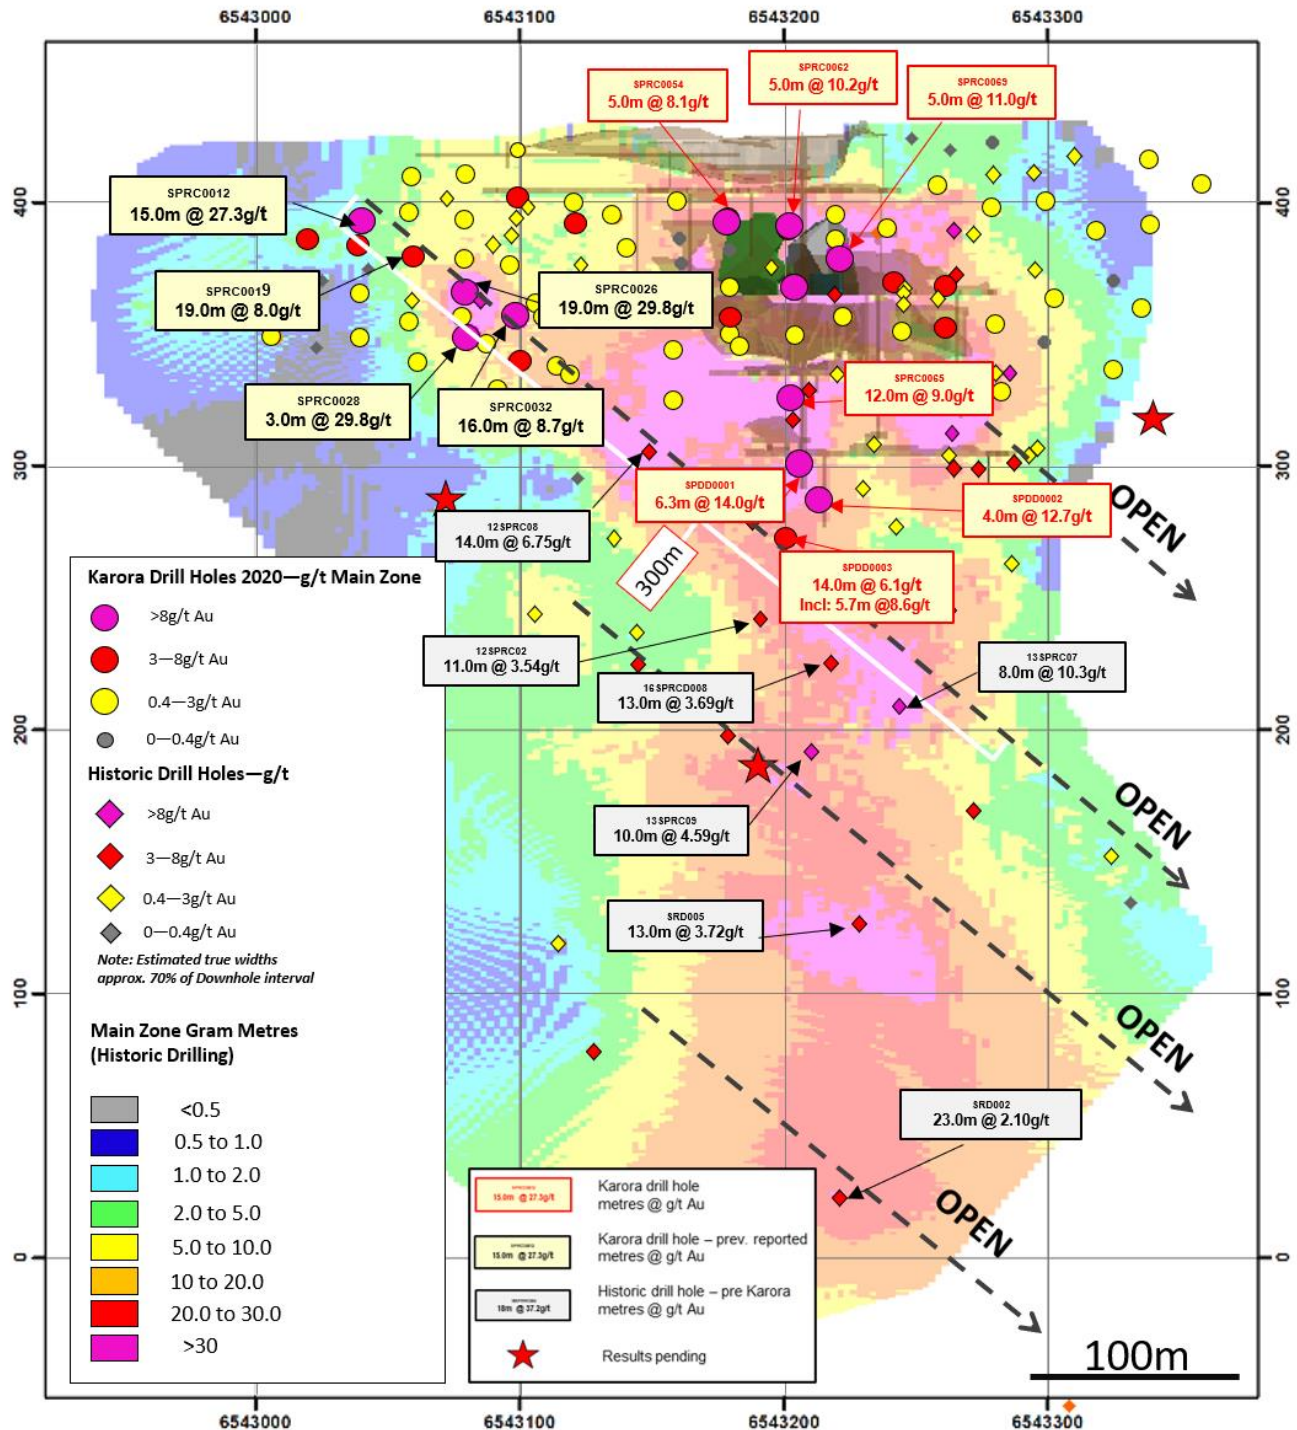 6543000 6543100 6543200 6543300
SPRC0054
5.0m @ 8.1g/t
SPRC0062
5.0m @ 10.2g/t
SPRC0069
5.0m @ 11.0g/t
400
400
SPRC0012
15.0m @ 27.3g/t
SPRC0019
19.0m @ 8.0g/t
SPRC0026
19.0m @ 29.8g/t
SPRC0028
3.0m @ 29.8g/t
SPRC0032
16.0m @ 8.7g/t
SPRC0065
12.0m @ 9.0g/t
300
300
SPDD0001
6.3m @ 14.0g/t
SPDD0002
4.0m @ 12.7g/t
OPEN
12SPRC08
14.0m @ 6.75g/t
300m
SPDD0003
14.0m @ 6.1g/t
Incl: 5.7m @8.6g/t
12SPRC02
11.0m @ 3.54g/t
16SPRCD008
13.0m @ 3.69g/t
13SPRC07
8.0m @ 10.3g/t
200
200
OPEN
13SPRC09
10.0m @ 4.59g/t
SRD005
13.0m @ 3.72g/t
100
100
OPEN
SRD002
23.0m @ 2.10g/t
OPEN
0
0
Karora Drill Holes 2020—g/t Main Zone
>8g/t Au
3—8g/t Au
0.4—3g/t Au
0—0.4g/t Au
Historic Drill Holes—g/t
>8g/t Au
3—8g/t Au
0.4—3g/t Au
0—0.4g/t Au
Note: Estimated true widths
approx. 70% of Downhole interval
Main Zone Gram Metres
(Historic Drilling)
<0.5
0.5 to 1.0
1.0 to 2.0
2.0 to 5.0
5.0 to 10.0
10 to 20.0
20.0 to 30.0
>30
15.0m @ 27.3g/t
Karora drill hole
metres @ g/t Au
15.0m @ 27.3g/t
Karora drill hole – prev. reported
metres @ g/t Au
18m @ 37.2g/t
Historic drill hole – pre Karora
metres @ g/t Au
Results pending
100m
6543000 6543100 6543200 6543300